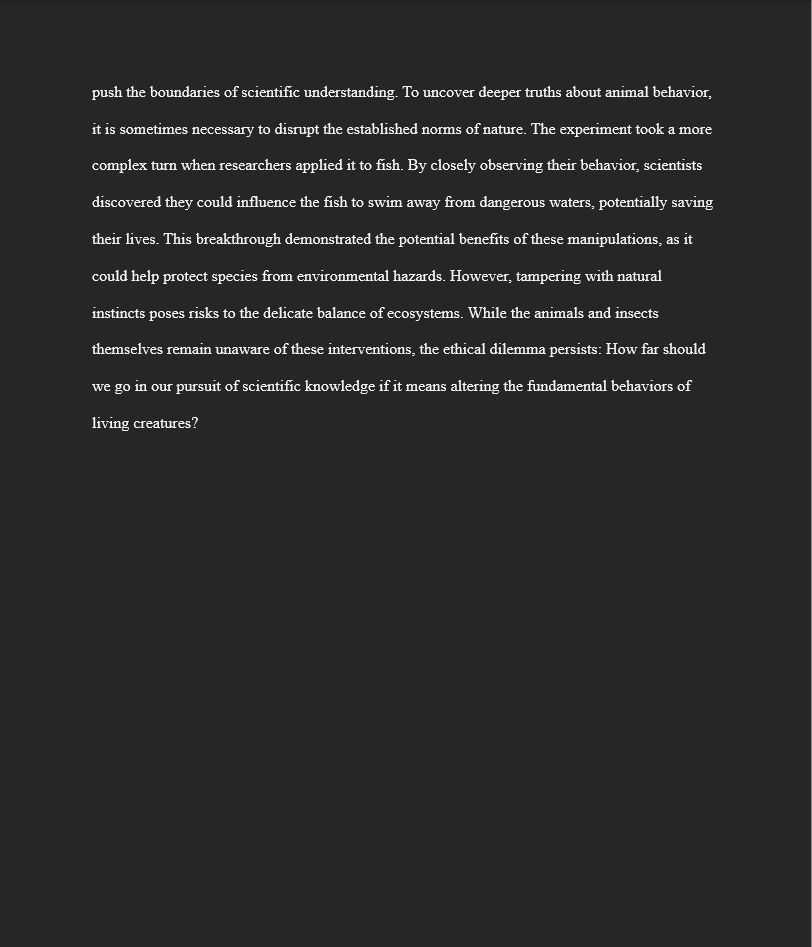 push the boundaries of scientific understanding. To uncover deeper truths about animal behavior,
it is sometimes necessary to disrupt the established norms of nature. The experiment took a more
complex turn when researchers applied it to fish. By closely observing their behavior, scientists
discovered they could influence the fish to swim away from dangerous waters, potentially saving
their lives. This breakthrough demonstrated the potential benefits of these manipulations, as it
could help protect species from environmental hazards. However, tampering with natural
instincts poses risks to the delicate balance of ecosystems. While the animals and insects
themselves remain unaware of these interventions, the ethical dilemma persists: How far should
we go in our pursuit of scientific knowledge if it means altering the fundamental behaviors of
living creatures?